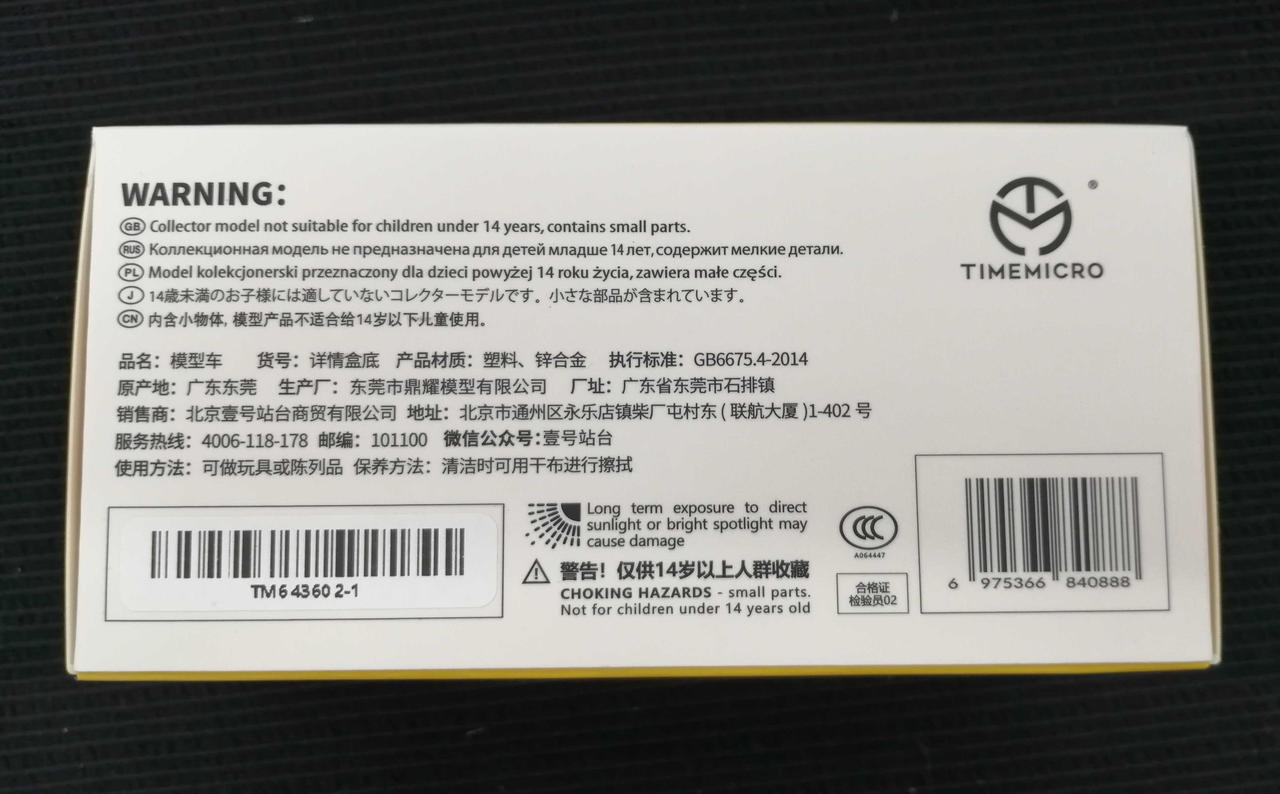 WARNING:
GB Collector model not suitable for children under 14 years, contains small parts.
RUS Коллекционная модель не предназначена для детей младше 14 лет, содержит мелкие детали.
PL Model kolekcjonerski przeznaczony dla dzieci powyżej 14 roku życia, zawiera małe części.
J 14歳未満のお子様には適していないコレクターモデルです。小さな部品が含まれています。
CN 内含小物体, 模型产品不适合给14岁以下儿童使用。
TM
®
TIMEMICRO
品名：模型车 货号：详情盒底 产品材质：塑料、锌合金 执行标准：GB6675.4-2014
原产地：广东东莞 生产厂：东莞市鼎耀模型有限公司 厂址：广东省东莞市石排镇
销售商：北京壹号站台商贸有限公司 地址：北京市通州区永乐店镇柴厂屯村东 ( 联航大厦 )1-402 号
服务热线：4006-118-178 邮编：101100 微信公众号：壹号站台
使用方法：可做玩具或陈列品 保养方法：清洁时可用干布进行擦拭
TM6 4360 2-1
Long term exposure to direct
sunlight or bright spotlight may
cause damage
警告！仅供14岁以上人群收藏
CHOKING HAZARDS - small parts.
Not for children under 14 years old
CCC
A064447
合格证
检验员02
6 975366 840888